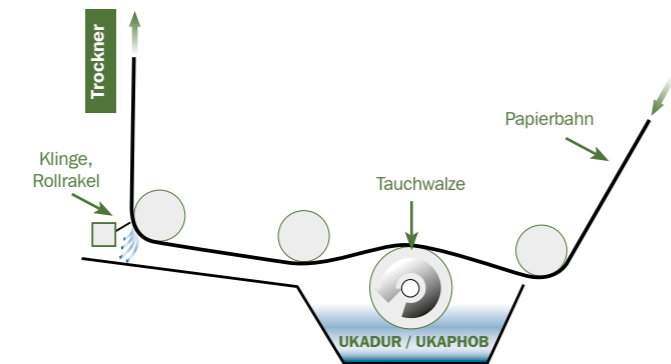 Trockner
Papierbahn
Klinge,
Rollrakel
Tauchwalze
UKADUR / UKAPHOB